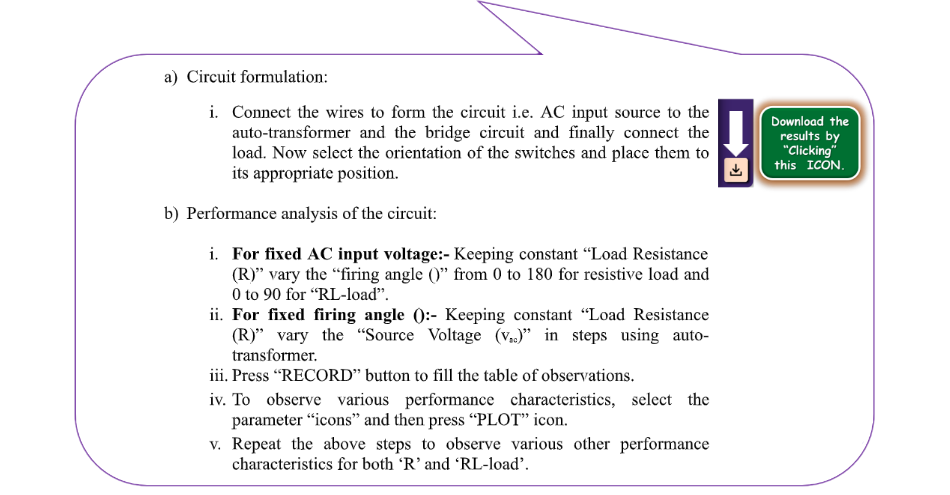 a) Circuit formulation:
i. Connect the wires to form the circuit i.e. AC input source to the
auto-transformer and the bridge circuit and finally connect the
load. Now select the orientation of the switches and place them to
its appropriate position.
Download the
results by
“Clicking”
this ICON.
b) Performance analysis of the circuit:
i. For fixed AC input voltage:- Keeping constant “Load Resistance
(R)” vary the “firing angle ()” from 0 to 180 for resistive load and
0 to 90 for “RL-load”.
ii. For fixed firing angle ():- Keeping constant “Load Resistance
(R)” vary the “Source Voltage (vac)” in steps using auto-
transformer.
iii. Press “RECORD” button to fill the table of observations.
iv. To observe various performance characteristics, select the
parameter “icons” and then press “PLOT” icon.
v. Repeat the above steps to observe various other performance
characteristics for both ‘R’ and ‘RL-load’.